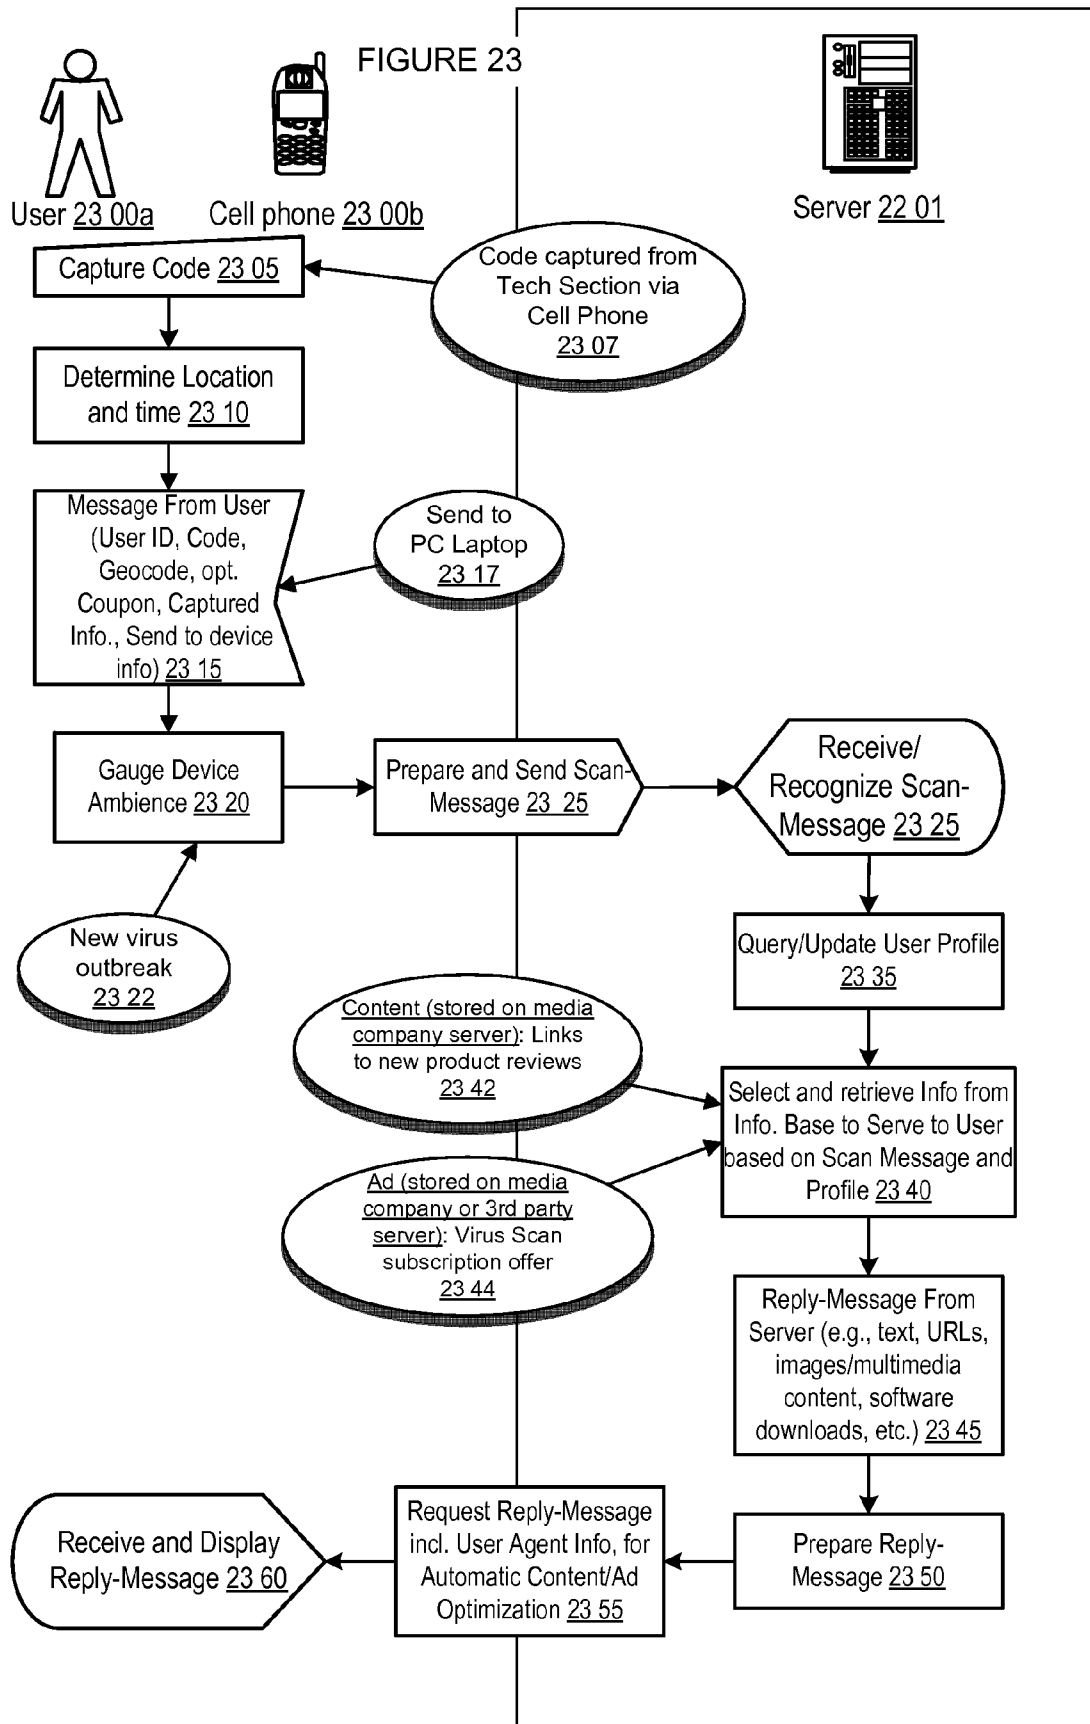 FIGURE 23
User 23 00a
Cell phone 23 00b
Server 22 01
Capture Code 23 05
Code captured from
Tech Section via
Cell Phone
23 07
Determine Location
and time 23 10
Message From User
(User ID, Code,
Geocode, opt.
Coupon, Captured
Info., Send to device
info) 23 15
Send to
PC Laptop
23 17
Gauge Device
Ambience 23 20
Prepare and Send Scan-
Message 23 25
Receive/
Recognize Scan-
Message 23 25
New virus
outbreak
23 22
Query/Update User Profile
23 35
Content (stored on media
company server): Links
to new product reviews
23 42
Select and retrieve Info from
Info. Base to Serve to User
based on Scan Message and
Profile 23 40
Ad (stored on media
company or 3rd party
server): Virus Scan
subscription offer
23 44
Reply-Message From
Server (e.g., text, URLs,
images/multimedia
content, software
downloads, etc.) 23 45
Prepare Reply-
Message 23 50
Request Reply-Message
incl. User Agent Info, for
Automatic Content/Ad
Optimization 23 55
Receive and Display
Reply-Message 23 60